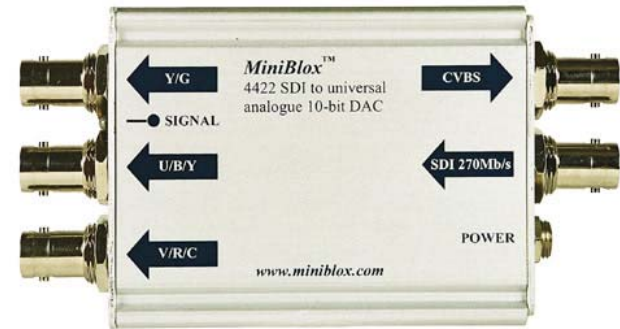 Y/G
MiniBlox™
4422 SDI to universal
analogue 10-bit DAC
CVBS
SIGNAL
U/B/Y
SDI 270Mb/s
V/R/C
POWER
www.miniblox.com